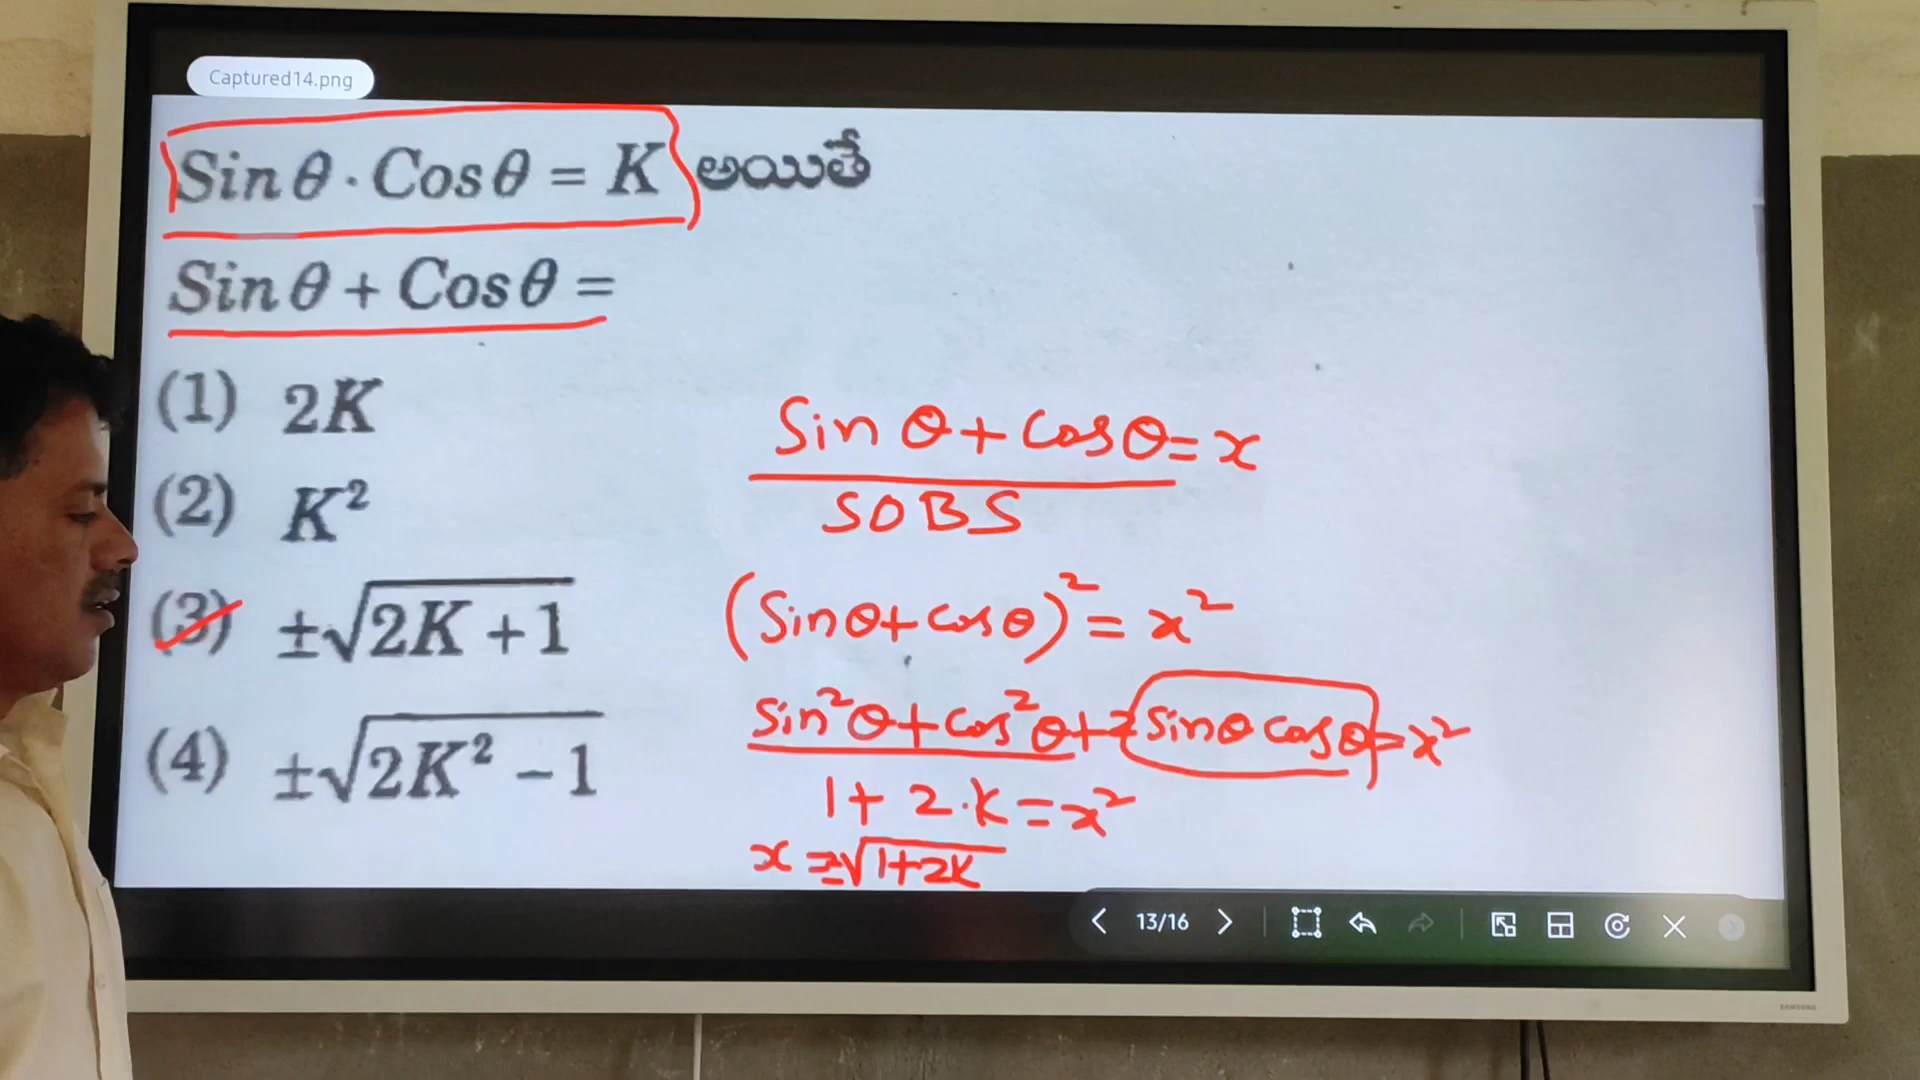 Captured14.png
Sin θ · Cos θ = K అయితే
Sin θ + Cos θ =
(1) 2K
(2) K²
(3) ±√2K + 1
(4) ±√2K² − 1
Sin θ + Cos θ = x
SOBS
(Sin θ + Cos θ)² = x²
Sin²θ + Cos²θ + 2 Sin θ Cos θ = x²
1 + 2·K = x²
x = ±√1+2K
13/16
SAMSUNG